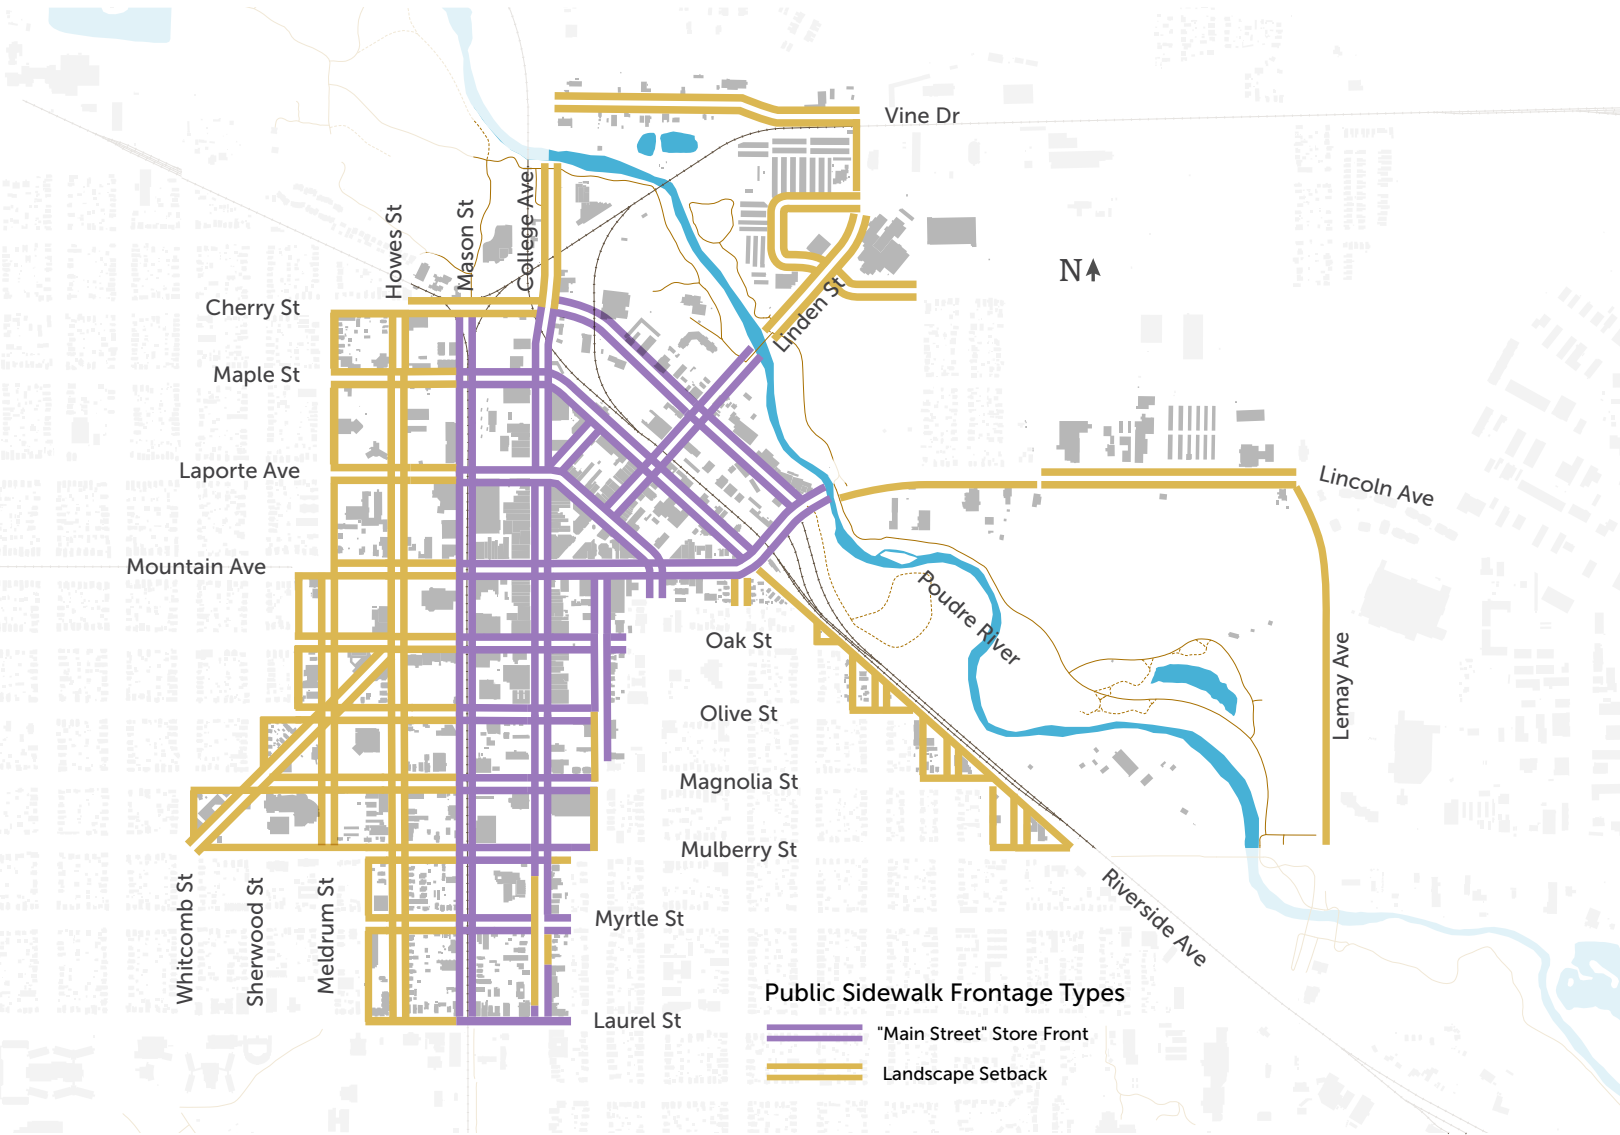 Vine Dr
Howes St
Mason St
College Ave
N
Cherry St
Linden St
Maple St
Laporte Ave
Lincoln Ave
Mountain Ave
Poudre River
Oak St
Lemay Ave
Olive St
Magnolia St
Mulberry St
Whitcomb St
Sherwood St
Meldrum St
Riverside Ave
Myrtle St
Laurel St
Public Sidewalk Frontage Types
"Main Street" Store Front
Landscape Setback